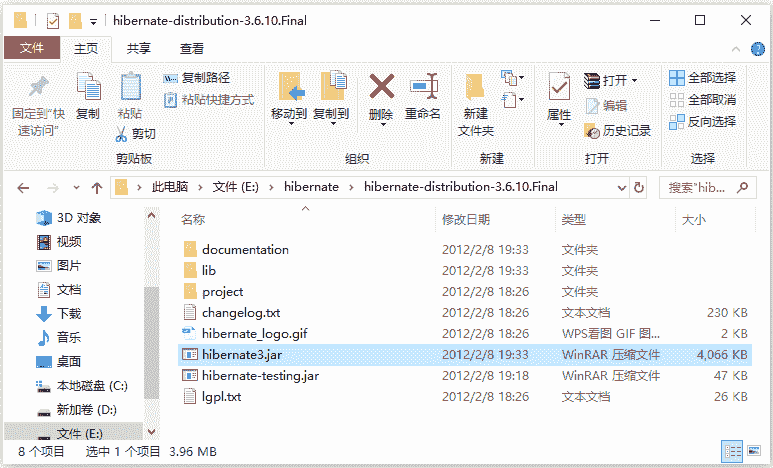 hibernate-distribution-3.6.10.Final
文件 主页 共享 查看
固定到"快速访问"
复制
粘贴
复制路径
粘贴快捷方式
剪切
剪贴板
移动到 复制到 删除 重命名
组织
新建
文件夹
新建
属性
打开
编辑
历史记录
打开
全部选择
全部取消
反向选择
选择
此电脑 > 文件 (E:) > hibernate > hibernate-distribution-3.6.10.Final
搜索"hib...
3D 对象
视频
图片
文档
下载
音乐
桌面
本地磁盘 (C:)
新加卷 (D:)
文件 (E:)
名称 修改日期 类型 大小
documentation 2012/2/8 19:33 文件夹
lib 2012/2/8 19:33 文件夹
project 2012/2/8 18:26 文件夹
changelog.txt 2012/2/8 18:26 文本文档 230 KB
hibernate_logo.gif 2012/2/8 18:26 WPS看图 GIF 图... 2 KB
hibernate3.jar 2012/2/8 19:33 WinRAR 压缩文件 4,066 KB
hibernate-testing.jar 2012/2/8 19:18 WinRAR 压缩文件 47 KB
lgpl.txt 2012/2/8 18:26 文本文档 26 KB
8 个项目 选中 1 个项目 3.96 MB